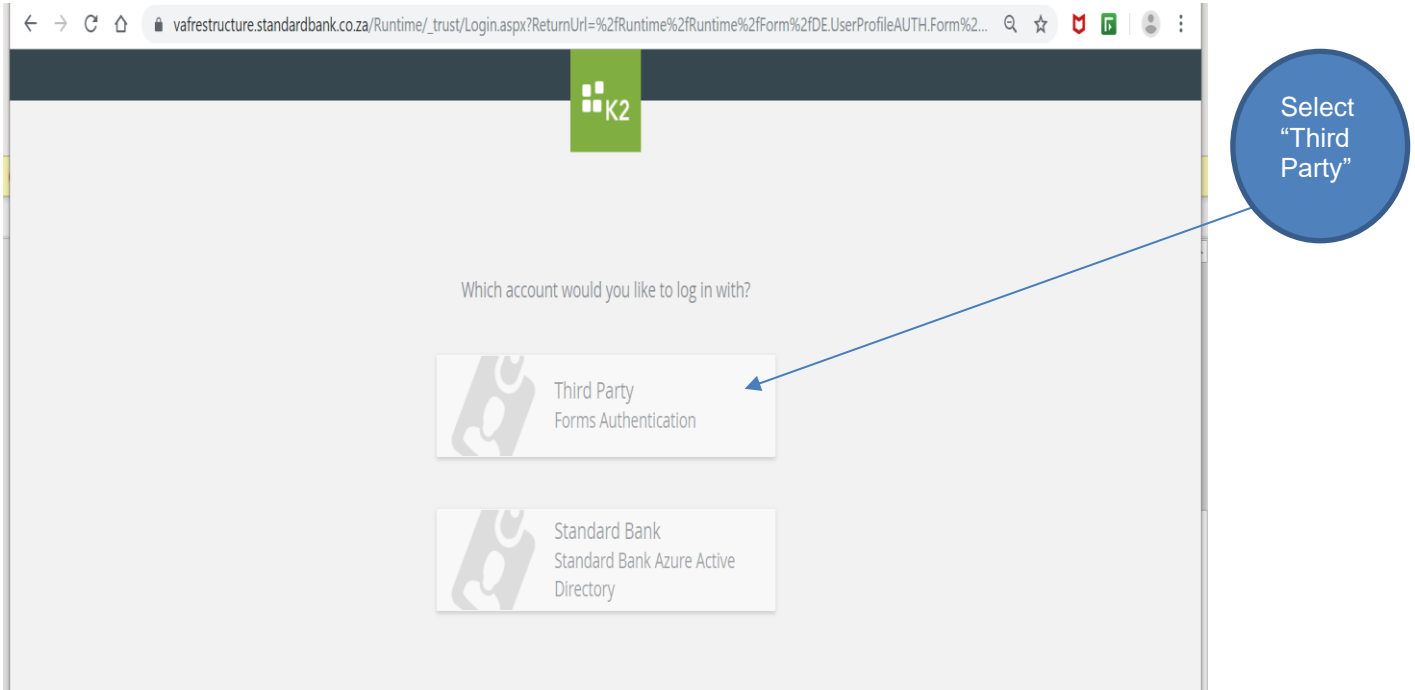 vafrestructure.standardbank.co.za/Runtime/_trust/Login.aspx?ReturnUrl=%2fRuntime%2fRuntime%2fForm%2fDE.UserProfileAUTH.Form%2...
K2
Select
“Third
Party”
Which account would you like to log in with?
Third Party
Forms Authentication
Standard Bank
Standard Bank Azure Active
Directory